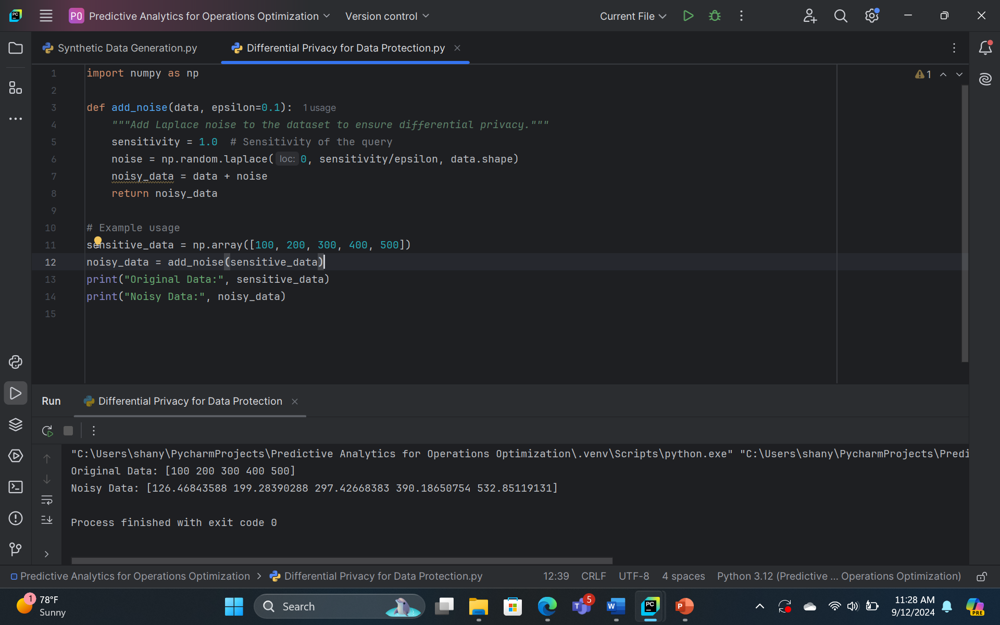 PC
PO Predictive Analytics for Operations Optimization Version control Current File
Synthetic Data Generation.py Differential Privacy for Data Protection.py
1 import numpy as np 1
2
3 def add_noise(data, epsilon=0.1): 1 usage
4 """Add Laplace noise to the dataset to ensure differential privacy."""
5 sensitivity = 1.0 # Sensitivity of the query
6 noise = np.random.laplace( loc: 0, sensitivity/epsilon, data.shape)
7 noisy_data = data + noise
8 return noisy_data
9
10 # Example usage
11 sensitive_data = np.array([100, 200, 300, 400, 500])
12 noisy_data = add_noise(sensitive_data)
13 print("Original Data:", sensitive_data)
14 print("Noisy Data:", noisy_data)
15
Run Differential Privacy for Data Protection
"C:\Users\shany\PycharmProjects\Predictive Analytics for Operations Optimization\.venv\Scripts\python.exe" "C:\Users\shany\PycharmProjects\Predi
Original Data: [100 200 300 400 500]
Noisy Data: [126.46843588 199.28390288 297.42668383 390.18650754 532.85119131]
Process finished with exit code 0
Predictive Analytics for Operations Optimization > Differential Privacy for Data Protection.py 12:39 CRLF UTF-8 4 spaces Python 3.12 (Predictive ... Operations Optimization)
1 78°F
Sunny
Search
T 5
W
PC
P
11:28 AM
9/12/2024
PRE